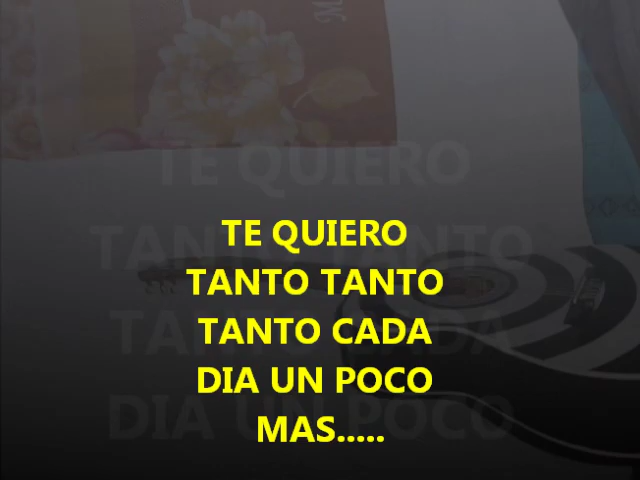 TE QUIERO
TANTO TANTO
TANTO CADA
DIA UN POCO
MAS.....